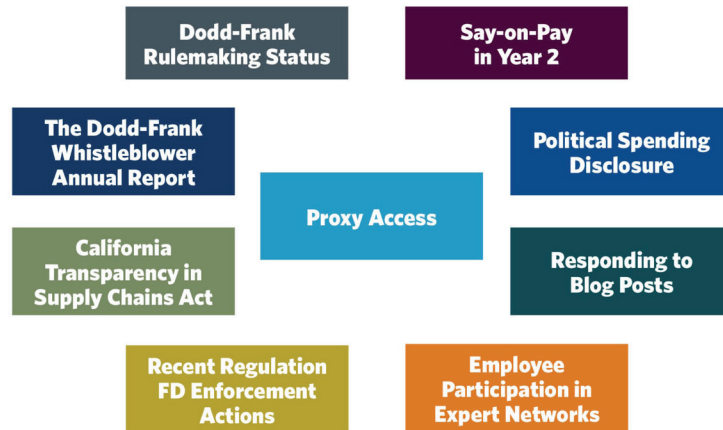 Dodd-Frank
Rulemaking Status
Say-on-Pay
in Year 2
The Dodd-Frank
Whistleblower
Annual Report
Political Spending
Disclosure
Proxy Access
California
Transparency in
Supply Chains Act
Responding to
Blog Posts
Recent Regulation
FD Enforcement
Actions
Employee
Participation in
Expert Networks